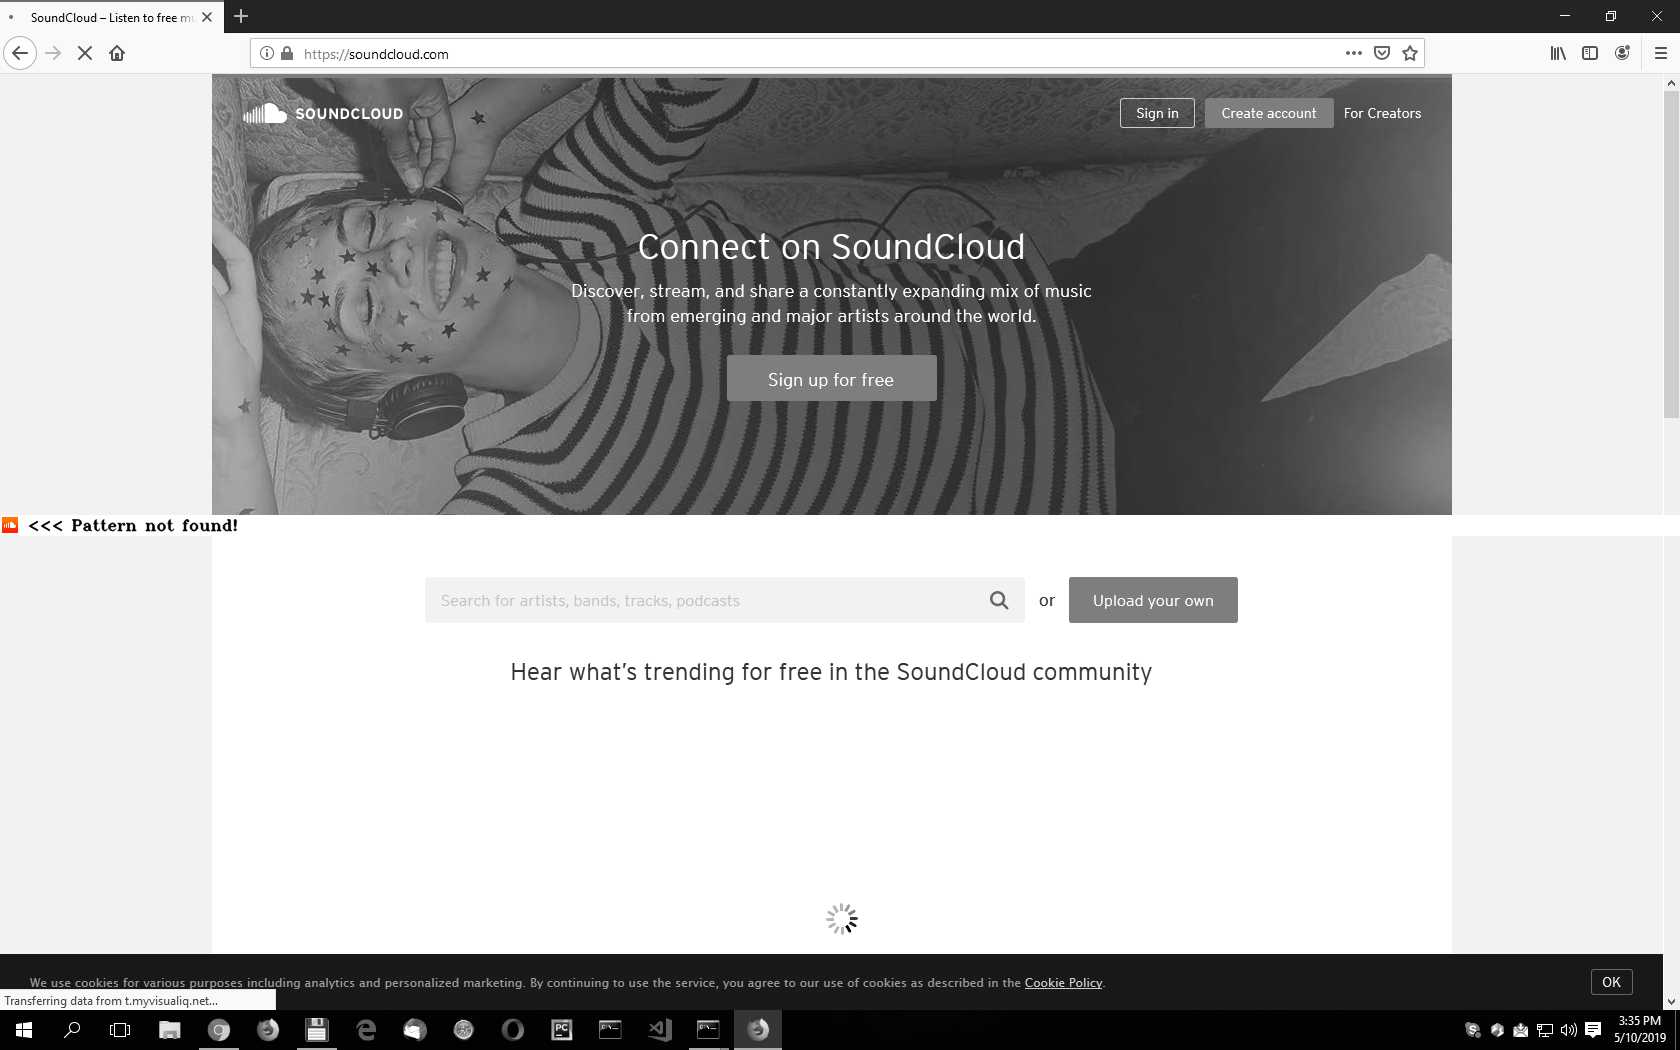 SoundCloud – Listen to free mu
https://soundcloud.com
SOUNDCLOUD
Sign in
Create account
For Creators
Connect on SoundCloud
Discover, stream, and share a constantly expanding mix of music
from emerging and major artists around the world.
Sign up for free
<<< Pattern not found!
Search for artists, bands, tracks, podcasts
or
Upload your own
Hear what’s trending for free in the SoundCloud community
We use cookies for various purposes including analytics and personalized marketing. By continuing to use the service, you agree to our use of cookies as described in the Cookie Policy.
OK
Transferring data from t.myvisualiq.net...
PC
3:35 PM
5/10/2019